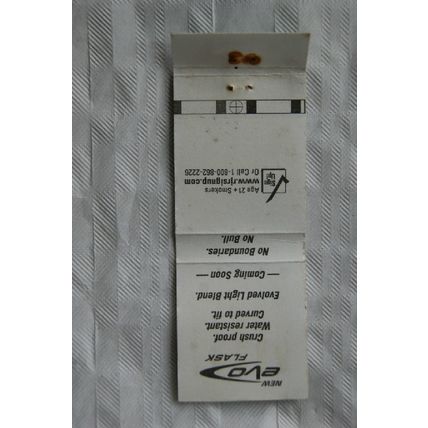 NEW
evo
FLASK
Crush proof.
Water resistant.
Curved to fit.
Evolved Light Blend.
— Coming Soon —
No Boundaries.
No Bull.
Sign
Up!
Age 21+ Smokers
www.rjrsignup.com
Or Call 1-800-862-2226